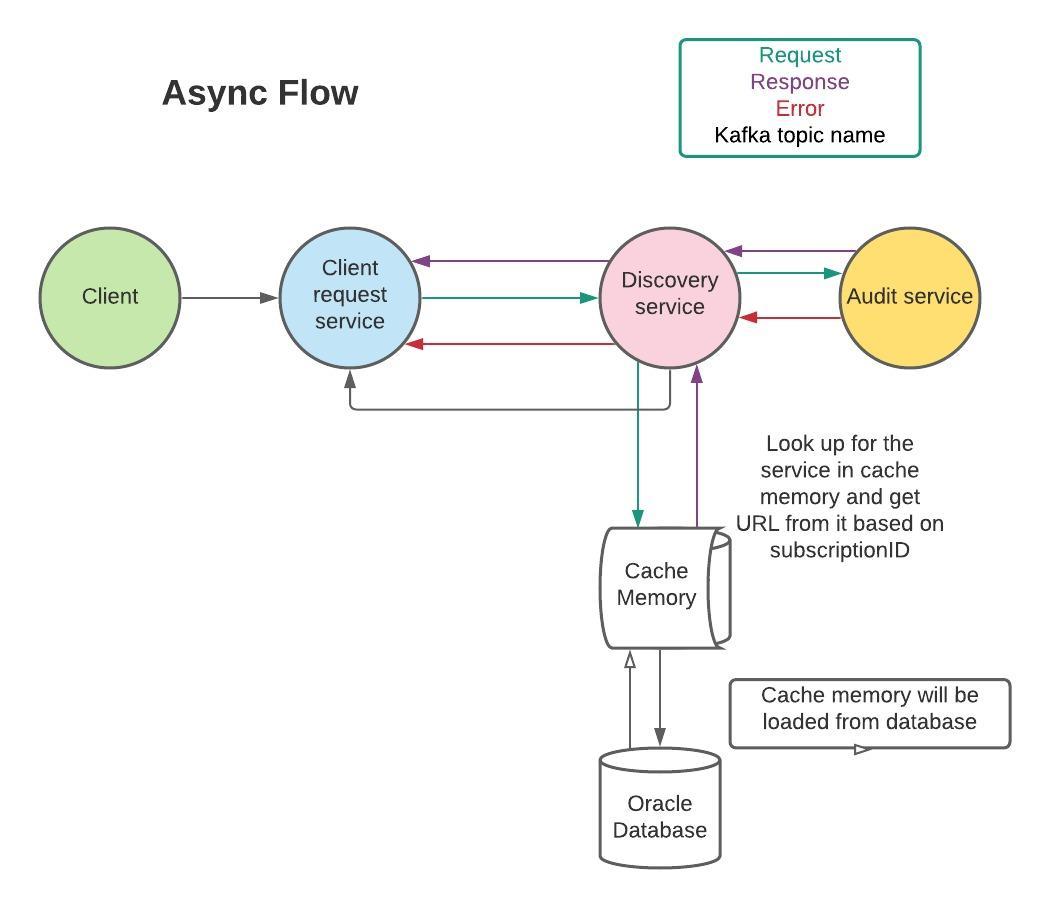 Async Flow
Request
Response
Error
Kafka topic name
Client
Client
request
service
Discovery
service
Audit service
Look up for the
service in cache
memory and get
URL from it based on
subscriptionID
Cache
Memory
Cache memory will be
loaded from database
Oracle
Database